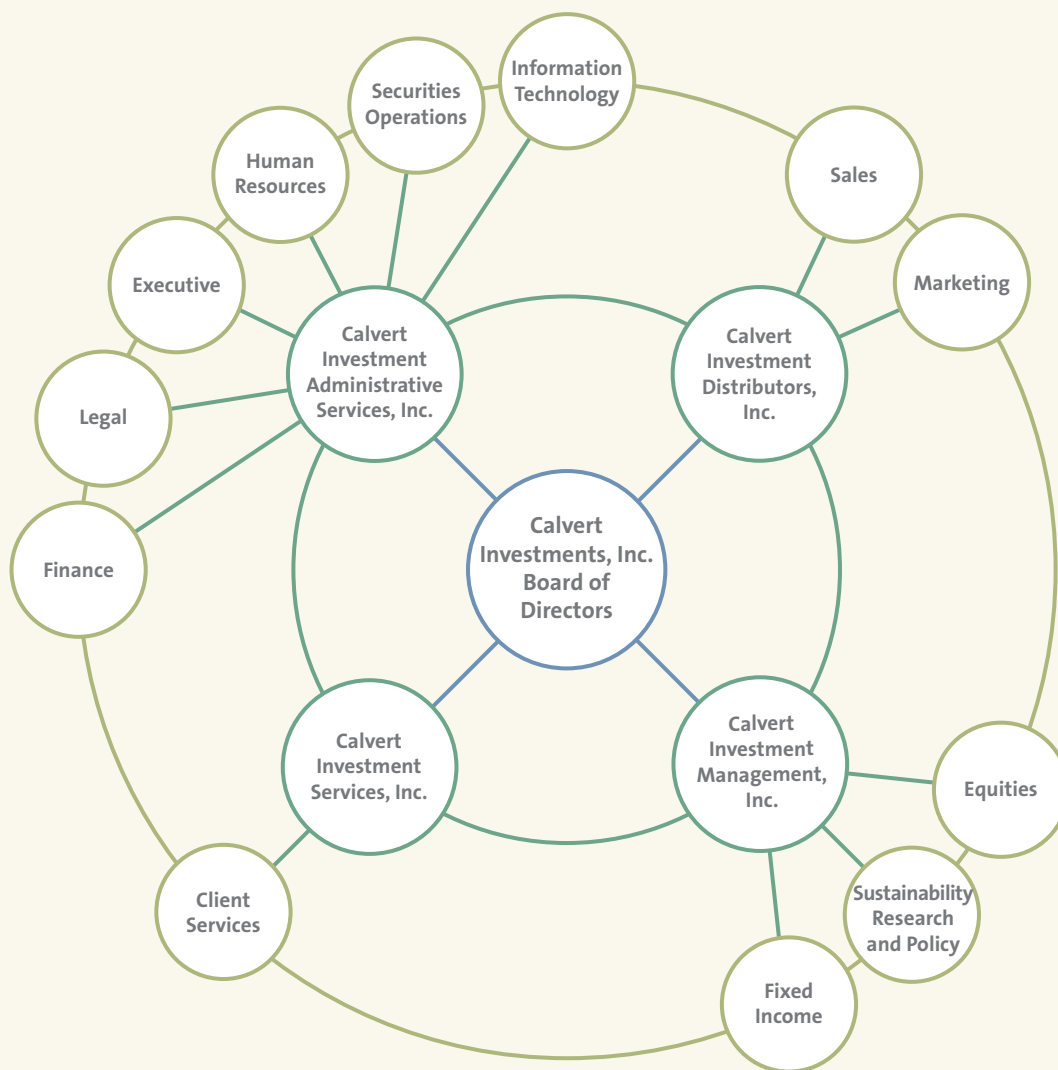 Information
Technology
Securities
Operations
Human
Resources
Sales
Executive
Marketing
Calvert
Investment
Administrative
Services, Inc.
Calvert
Investment
Distributors,
Inc.
Legal
Calvert
Investments, Inc.
Board of
Directors
Finance
Calvert
Investment
Services, Inc.
Calvert
Investment
Management,
Inc.
Equities
Client
Services
Sustainability
Research
and Policy
Fixed
Income